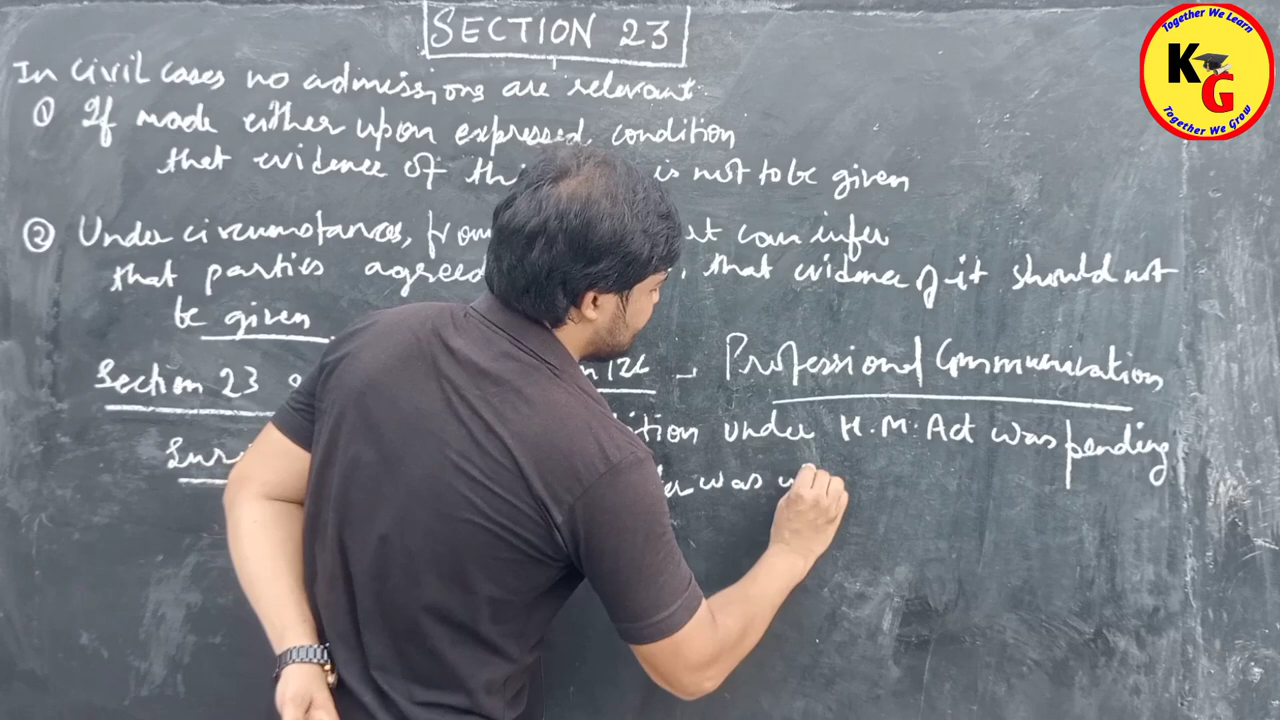 SECTION 23
In civil cases no admissions are relevant
① If made either upon expressed condition
that evidence of thi is not to be given
② Under circumstances, from rt can infer
that parties agreed that evidence of it should not
be given
Section 23 n 126 - Professional Communication
ition under H.M. Act was pending
was
Together We Learn
KG
Together We Grow